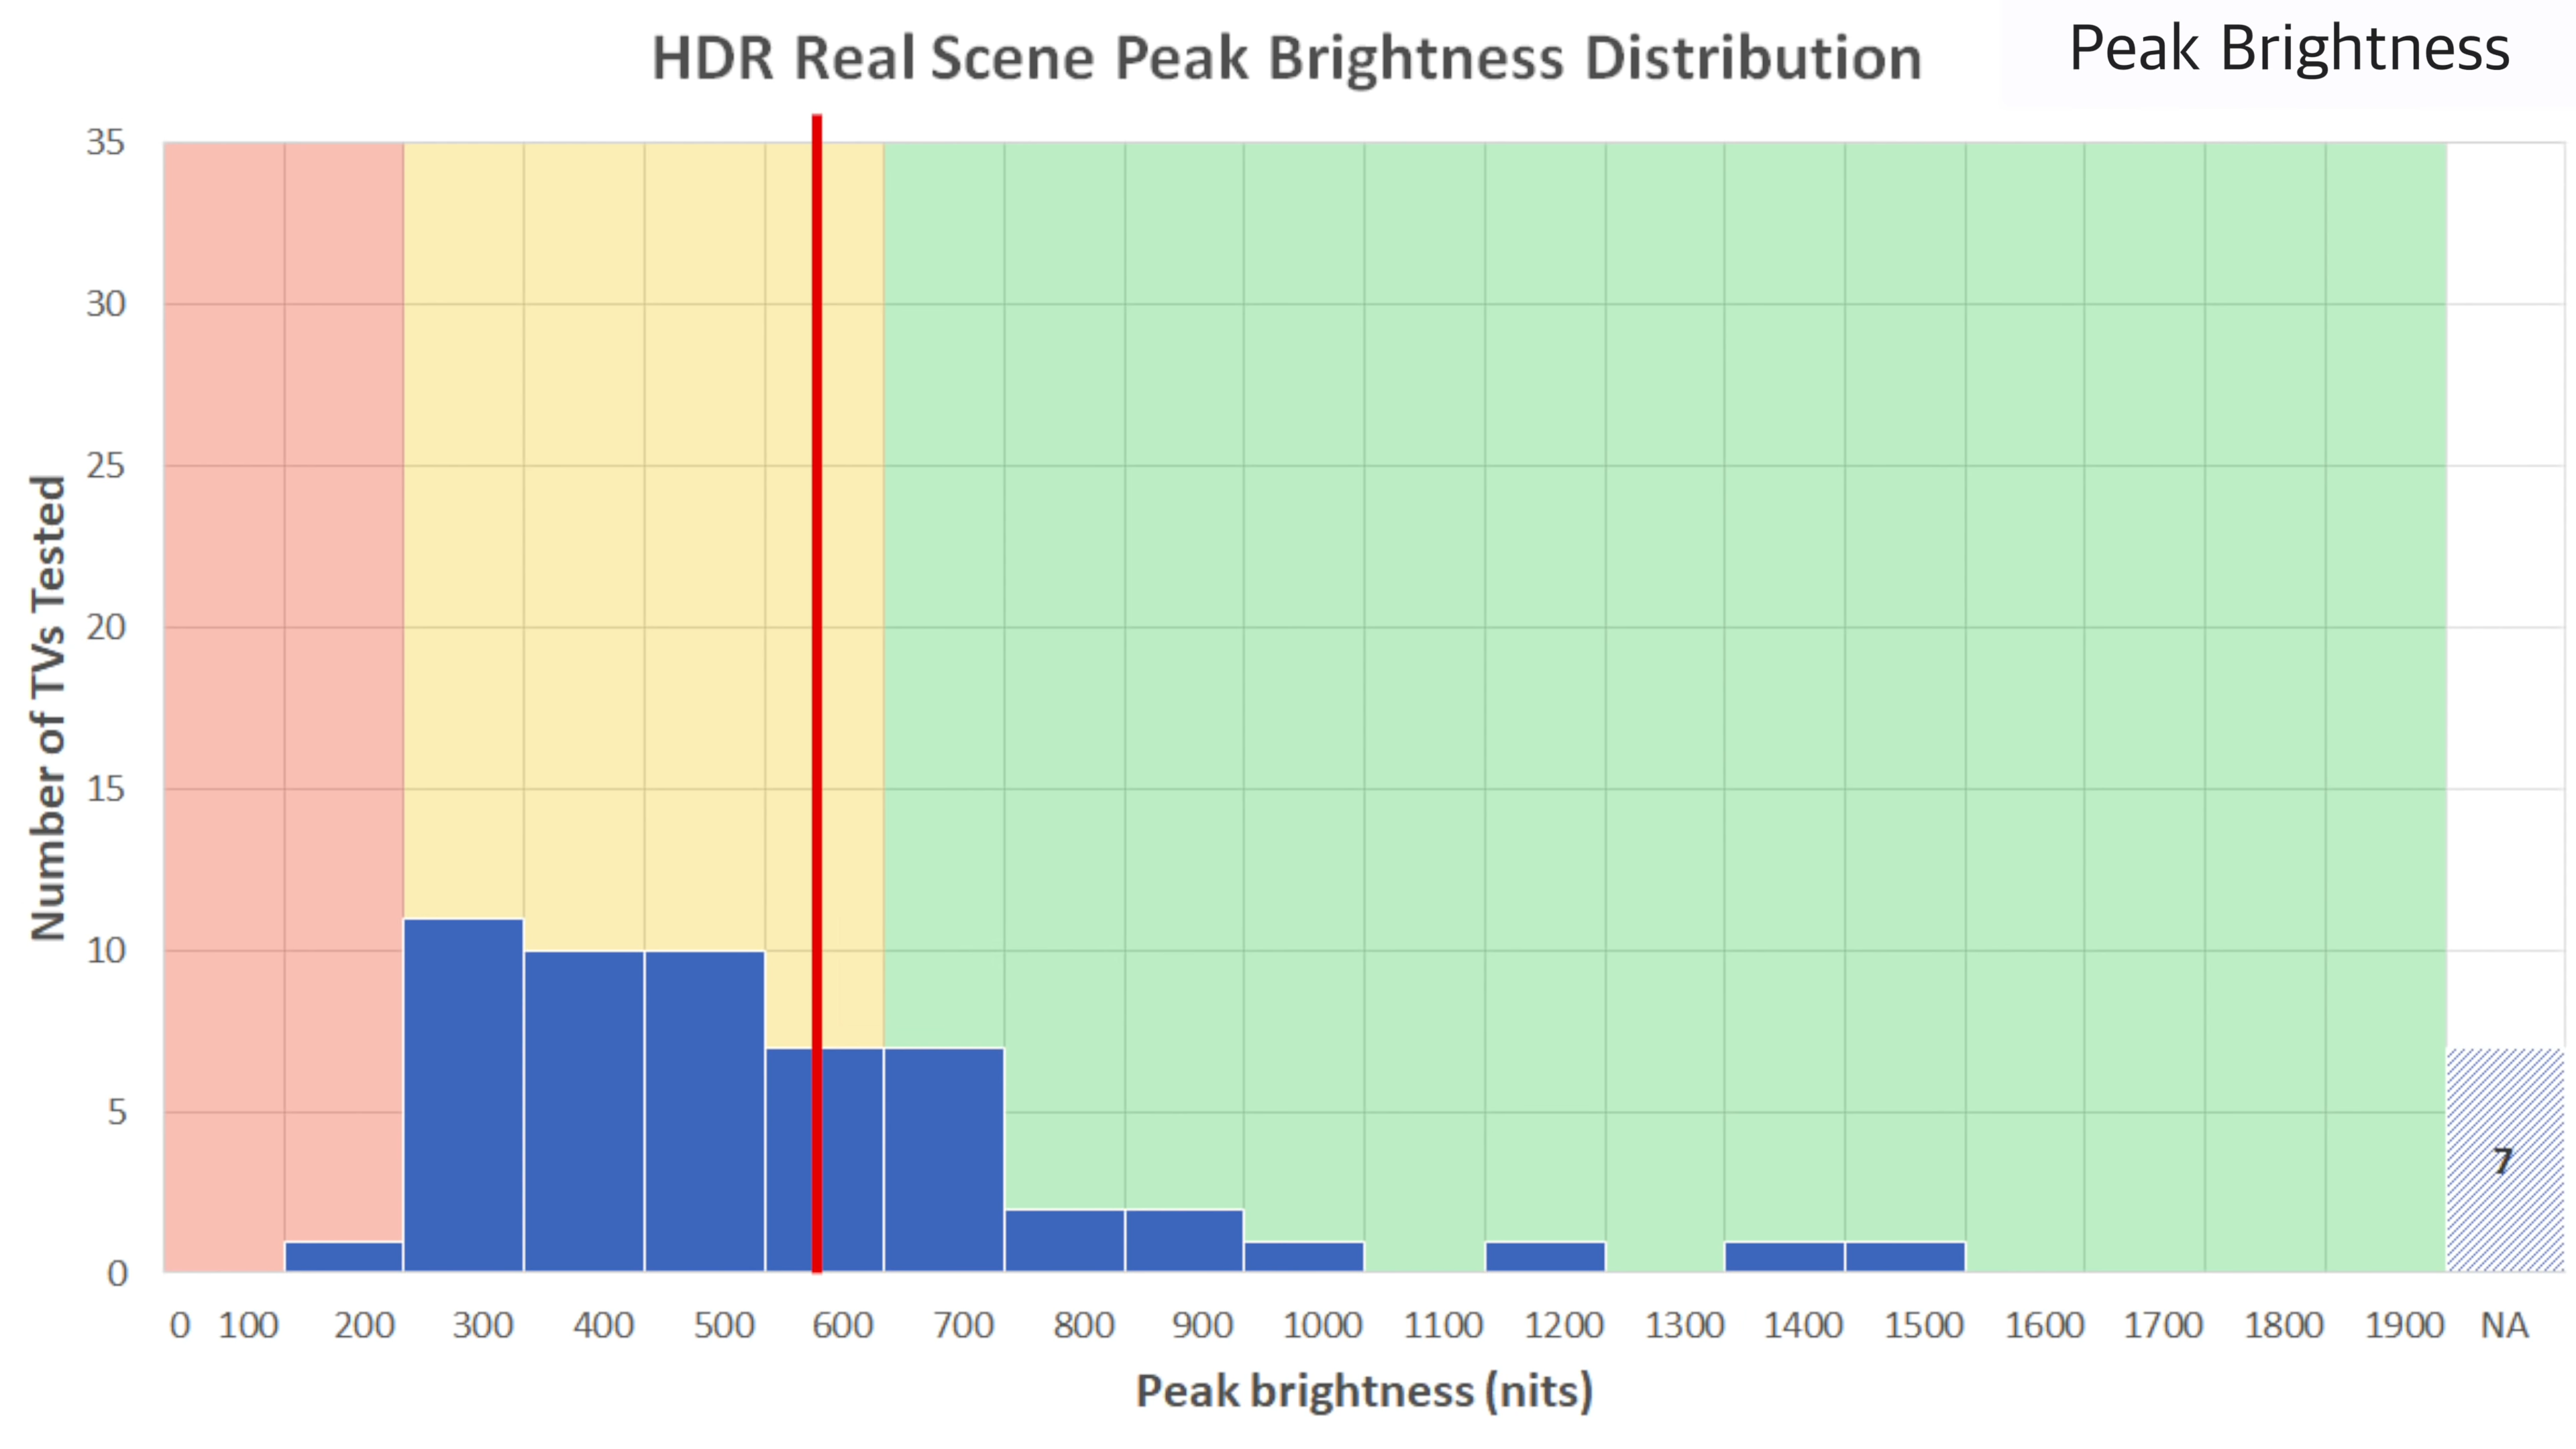 HDR Real Scene Peak Brightness Distribution
Peak Brightness
Number of TVs Tested
35
30
25
20
15
10
5
0
7
0 100 200 300 400 500 600 700 800 900 1000 1100 1200 1300 1400 1500 1600 1700 1800 1900 NA
Peak brightness (nits)